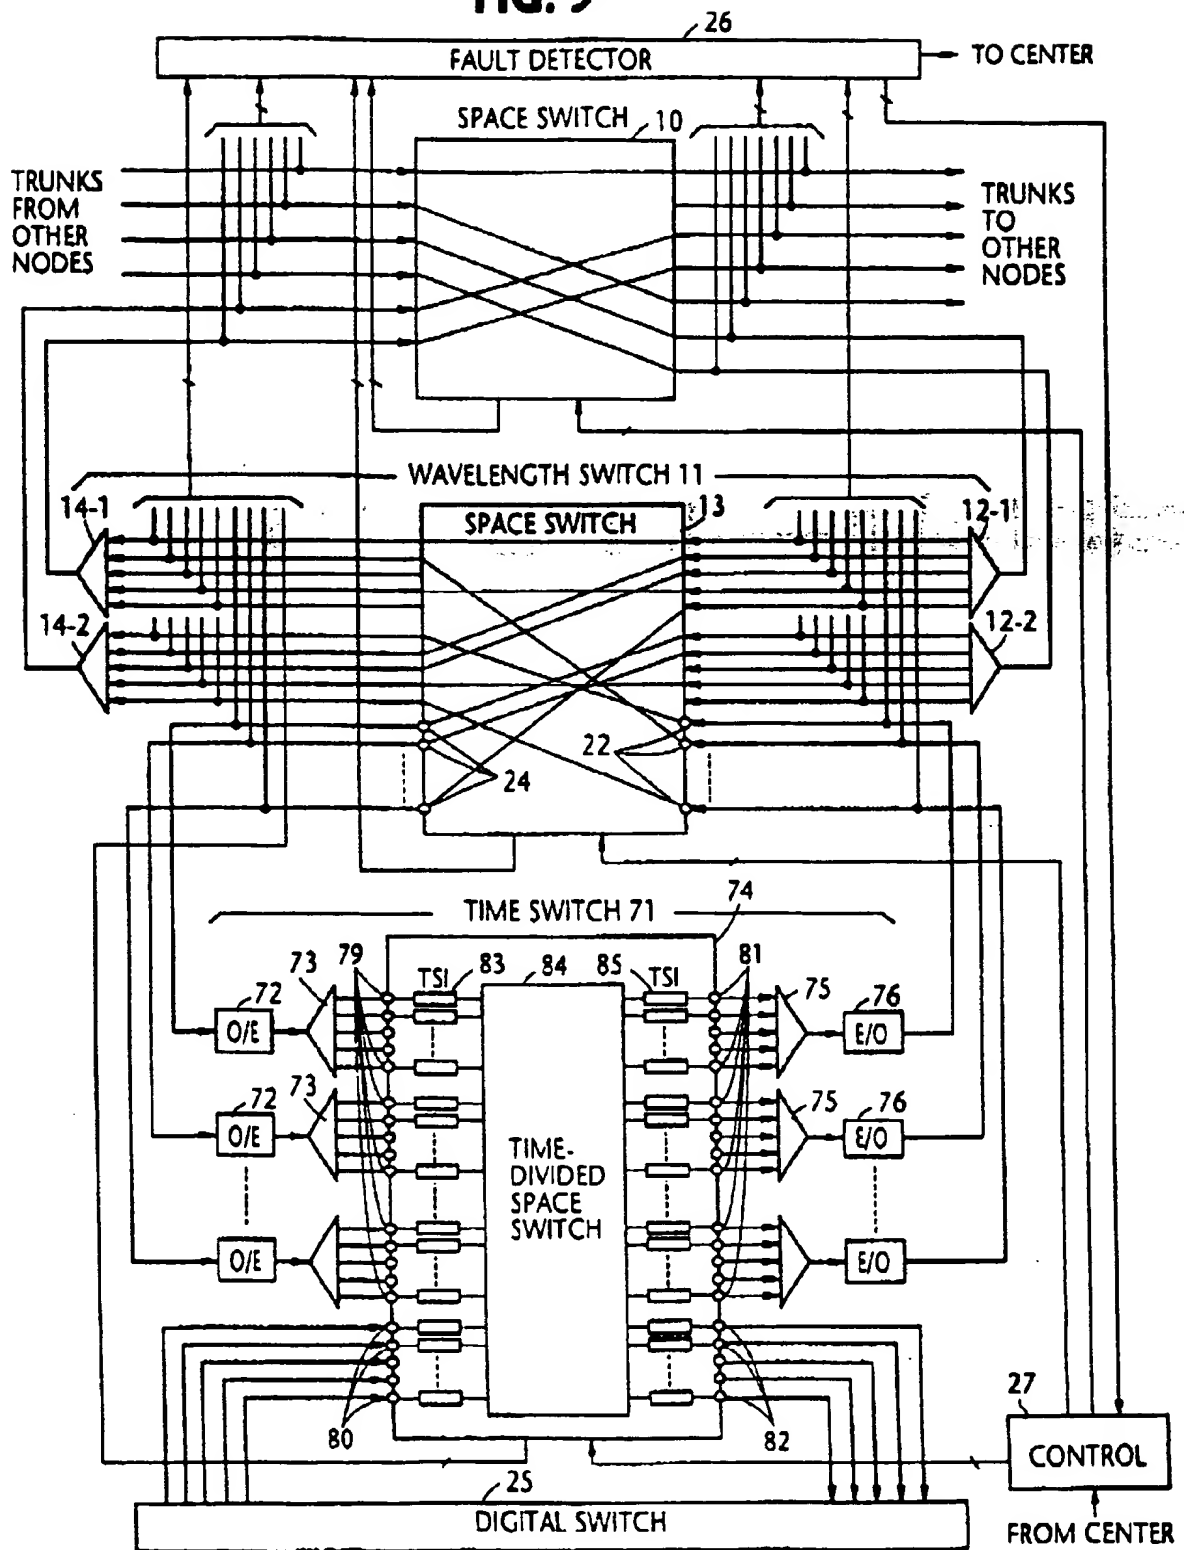 FIG. 9
26
FAULT DETECTOR
TO CENTER
SPACE SWITCH
10
TRUNKS
FROM
OTHER
NODES
TRUNKS
TO
OTHER
NODES
WAVELENGTH SWITCH 11
14-1
SPACE SWITCH
13
12-1
14-2
12-2
22
24
74
TIME SWITCH 71
73
79
TSI
83
84
85
TSI
81
75
72
O/E
76
E/O
73
72
O/E
75
76
E/O
TIME-
DIVIDED
SPACE
SWITCH
O/E
E/O
80
82
27
CONTROL
25
DIGITAL SWITCH
FROM CENTER